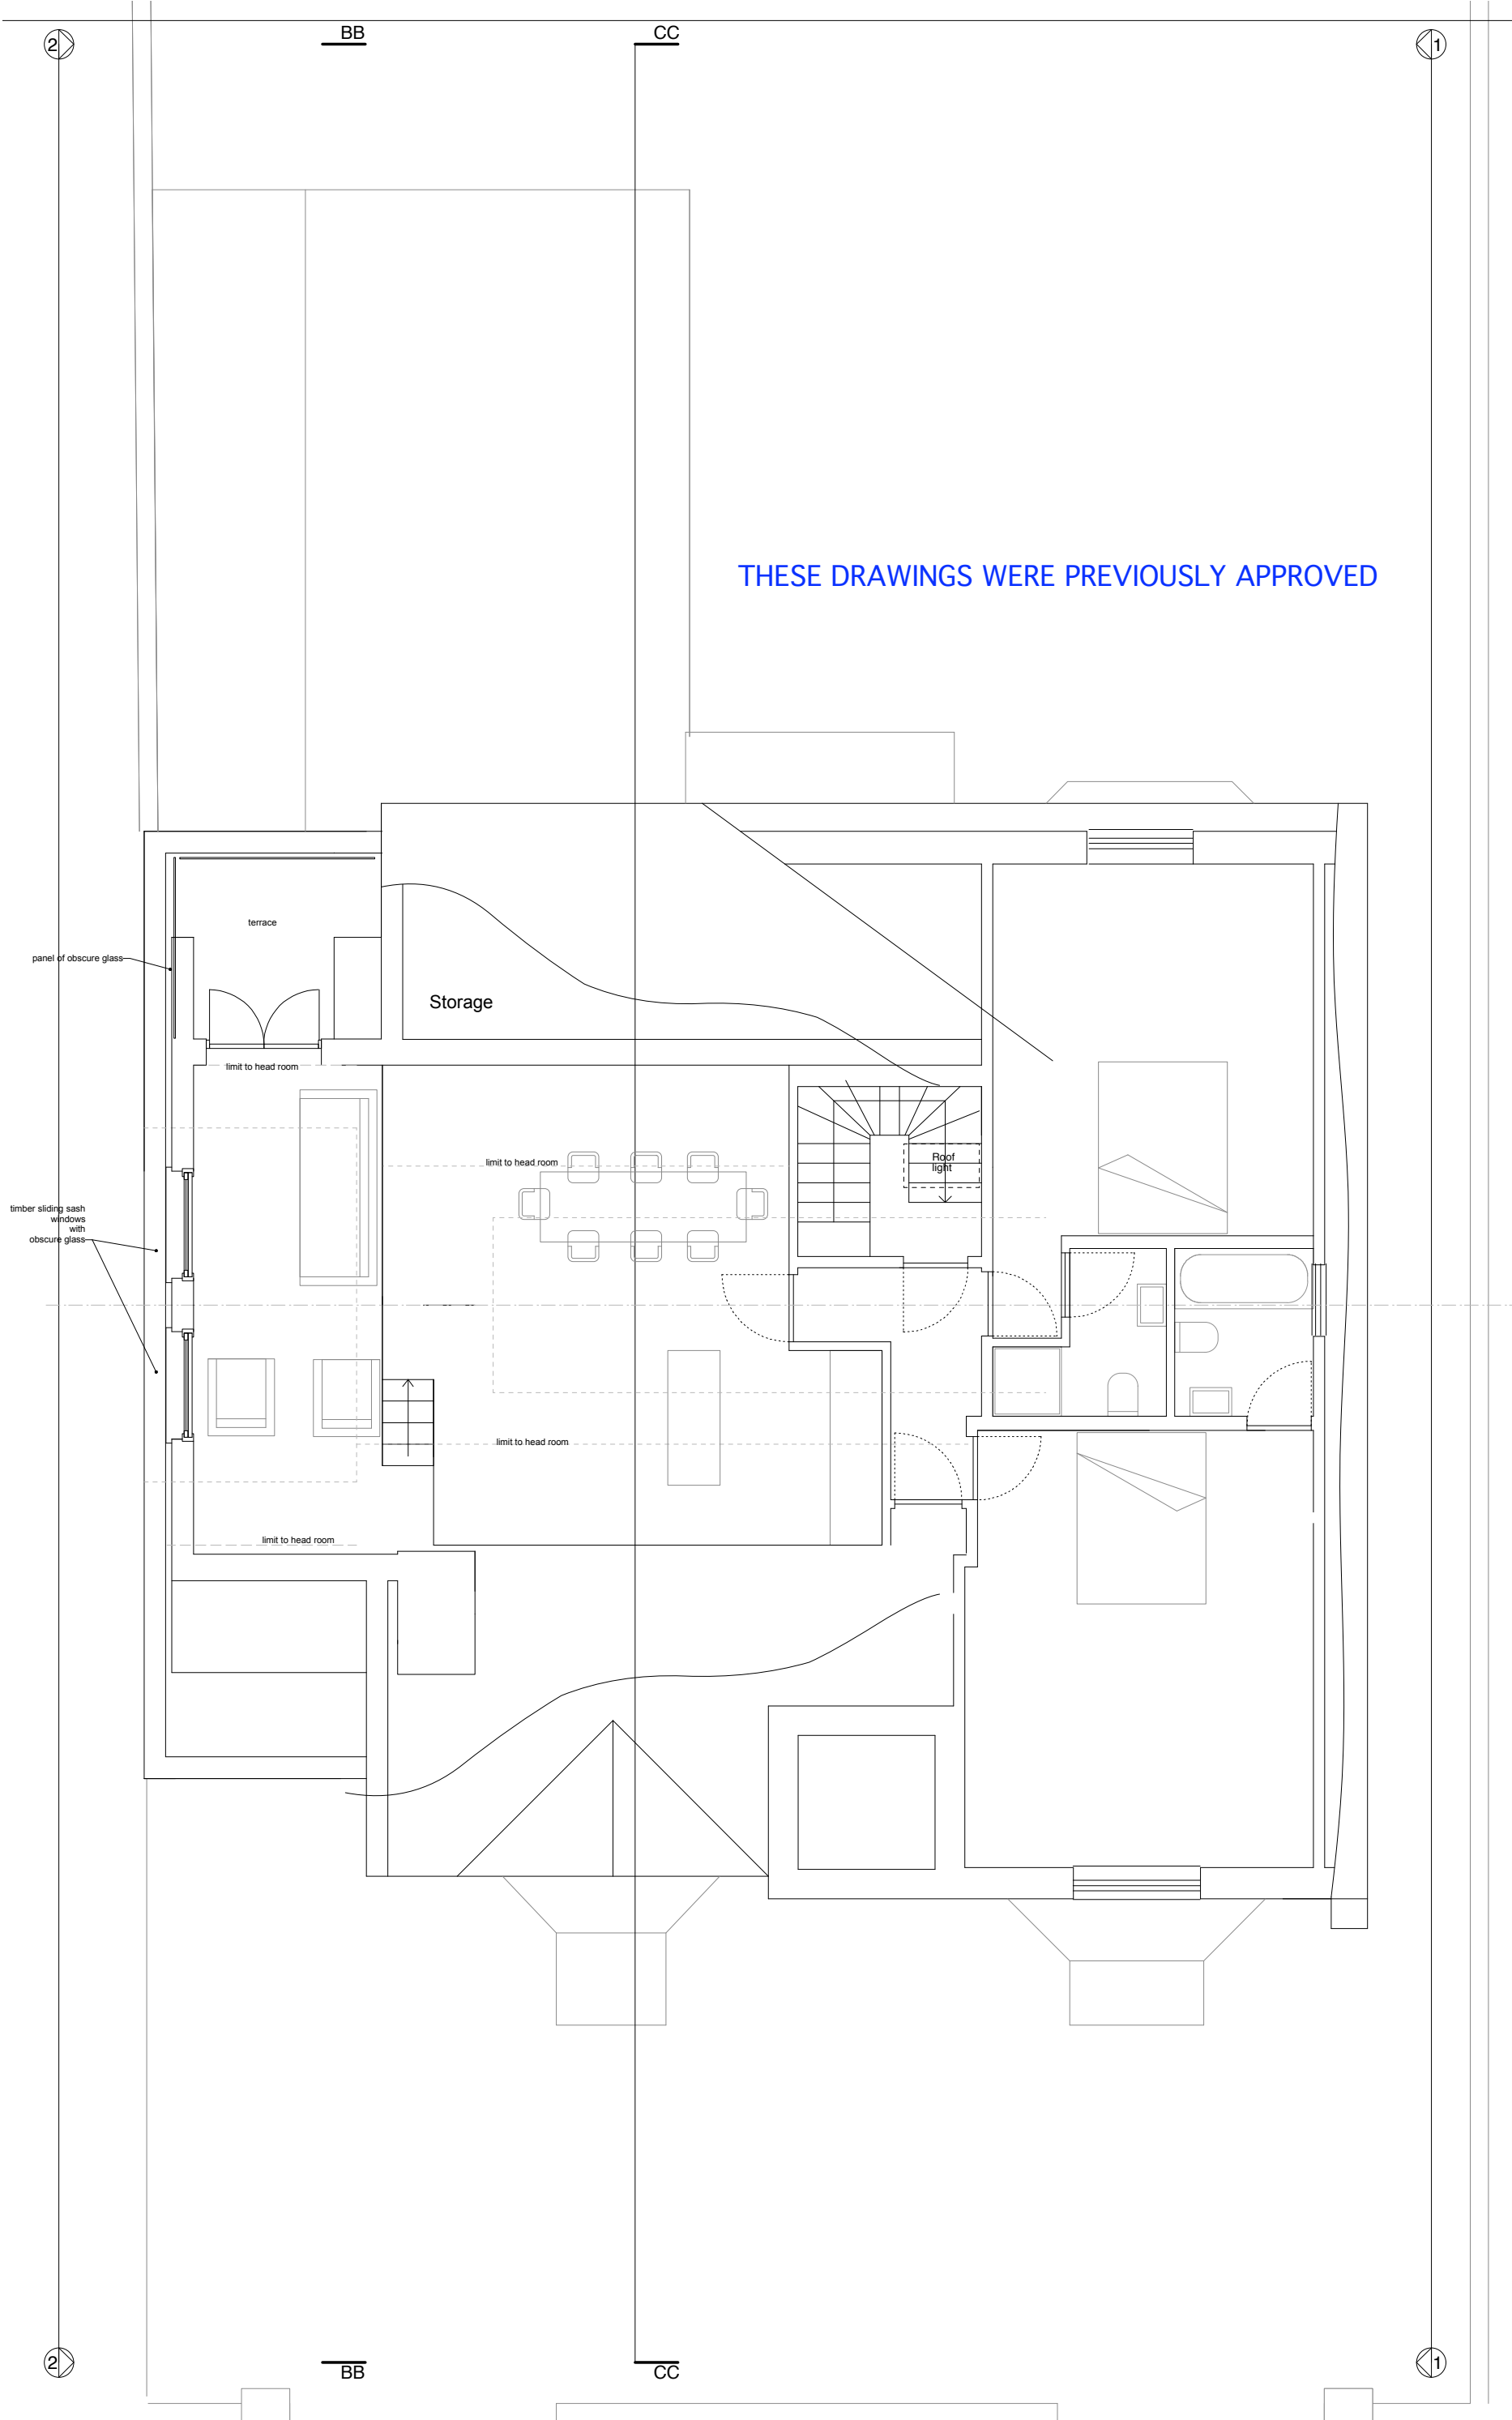 BB
CC
2
1
THESE DRAWINGS WERE PREVIOUSLY APPROVED
terrace
panel of obscure glass
Storage
limit to head room
limit to head room
Roof
light
timber sliding sash
windows
with
obscure glass
limit to head room
limit to head room
2
1
BB
CC